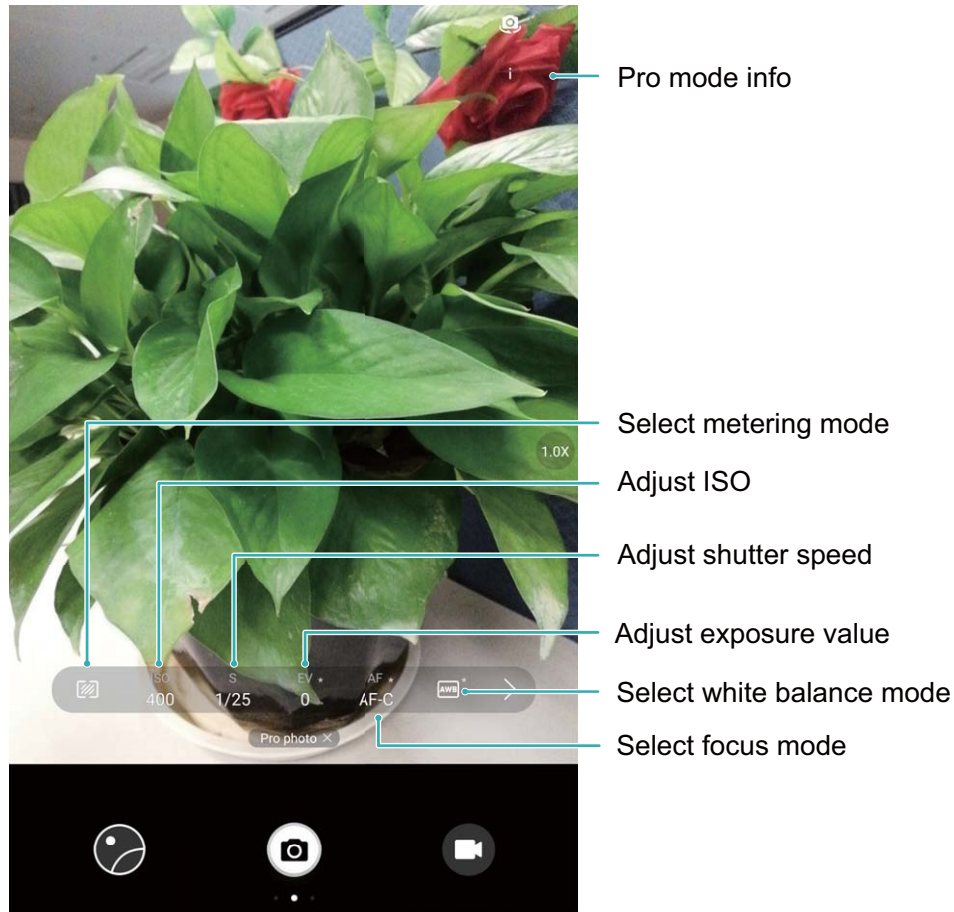 i
Pro mode info
Select metering mode
1.0X
Adjust ISO
Adjust shutter speed
Adjust exposure value
ISO S EV AF
400 1/25 0 AF-C AWB
Select white balance mode
Pro photo ×
Select focus mode